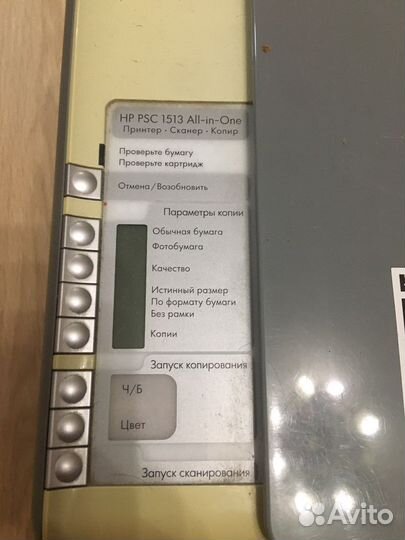 HP PSC 1513 All-in-One
Принтер · Сканер · Копир
Проверьте бумагу
Проверьте картридж
Отмена/Возобновить
Параметры копии
Обычная бумага
Фотобумага
Качество
Истинный размер
По формату бумаги
Без рамки
Копии
Запуск копирования
Ч/Б
Цвет
Запуск сканирования
Avito